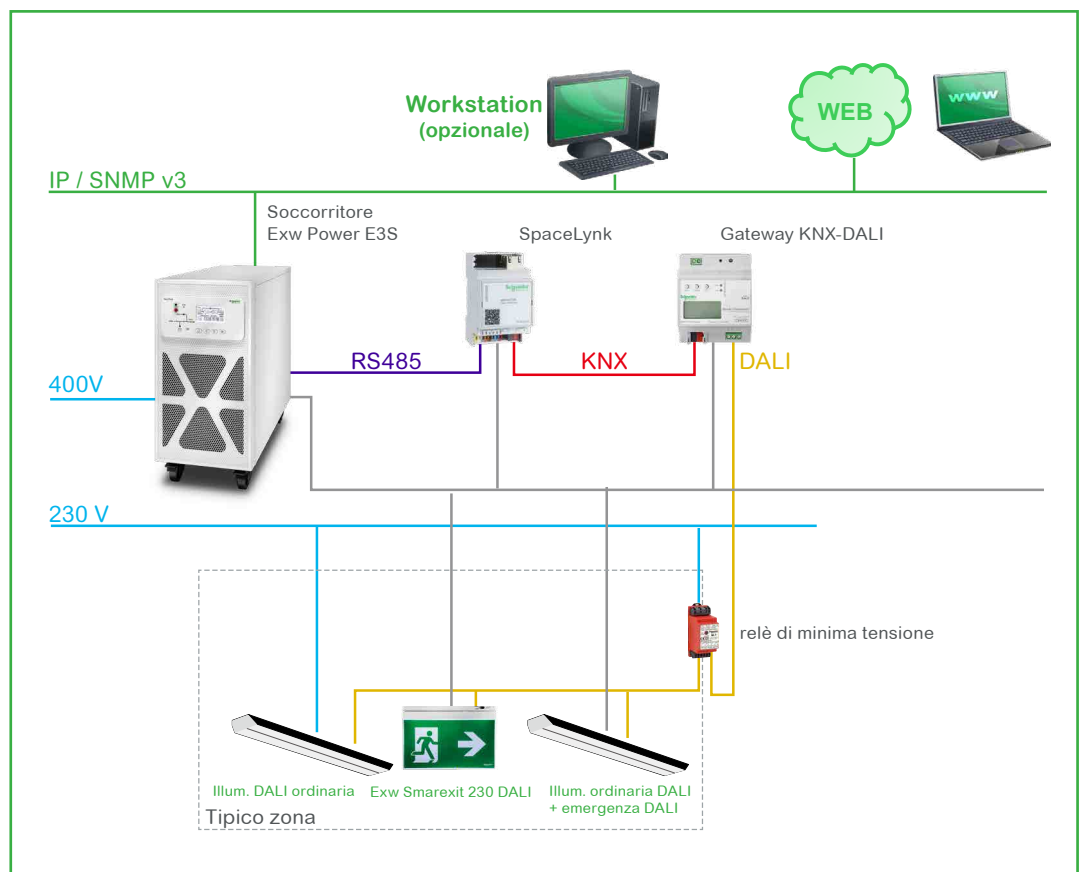 Workstation
(opzionale)
WEB
www
IP / SNMP v3
Soccorritore
Exw Power E3S
SpaceLynk
Gateway KNX-DALI
Schneider
RS485
KNX
DALI
400V
230 V
relè di minima tensione
Illum. DALI ordinaria
Exw Smarexit 230 DALI
Illum. ordinaria DALI
+ emergenza DALI
Tipico zona